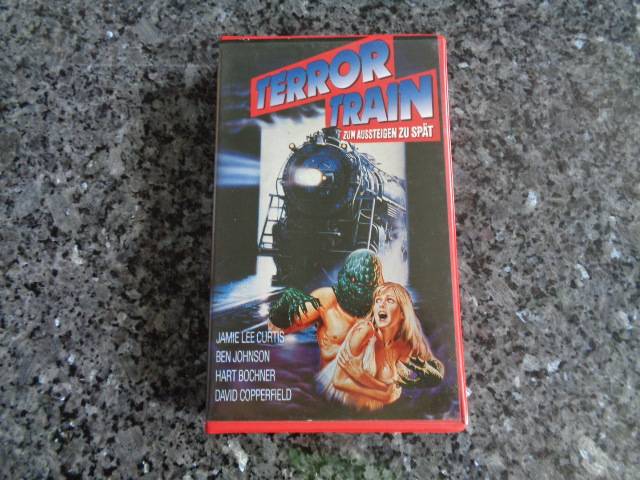 TERROR
TRAIN
ZUM AUSSTEIGEN ZU SPÄT
JAMIE LEE CURTIS
BEN JOHNSON
HART BOCHNER
DAVID COPPERFIELD